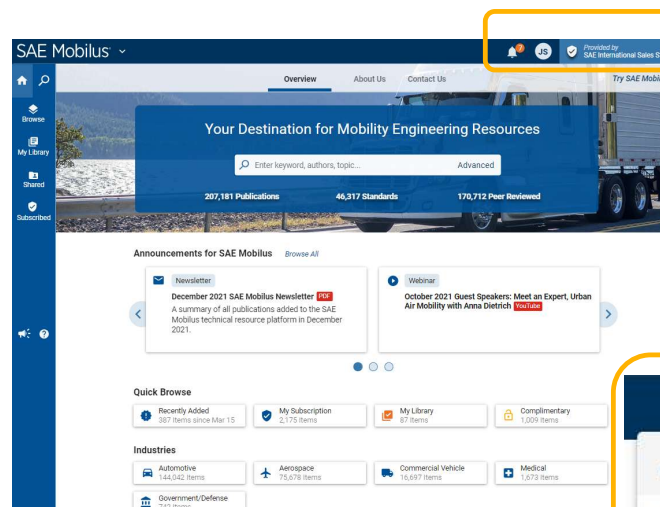 SAE Mobilus
7
JS
Provided by
SAE International Sales S
Overview
About Us
Contact Us
Try SAE Mobil
Browse
My Library
Shared
Subscribed
Your Destination for Mobility Engineering Resources
Enter keyword, authors, topic...
Advanced
207,181 Publications
46,317 Standards
170,712 Peer Reviewed
Announcements for SAE Mobilus Browse All
Newsletter
December 2021 SAE Mobilus Newsletter PDF
A summary of all publications added to the SAE
Mobilus technical resource platform in December
2021.
Webinar
October 2021 Guest Speakers: Meet an Expert, Urban
Air Mobility with Anna Dietrich YouTube
Quick Browse
Recently Added
387 Items since Mar 15
My Subscription
2,175 Items
My Library
87 Items
Complimentary
1,009 Items
Industries
Automotive
144,042 Items
Aerospace
75,678 Items
Commercial Vehicle
16,697 Items
Medical
1,673 Items
Government/Defense
742 Items